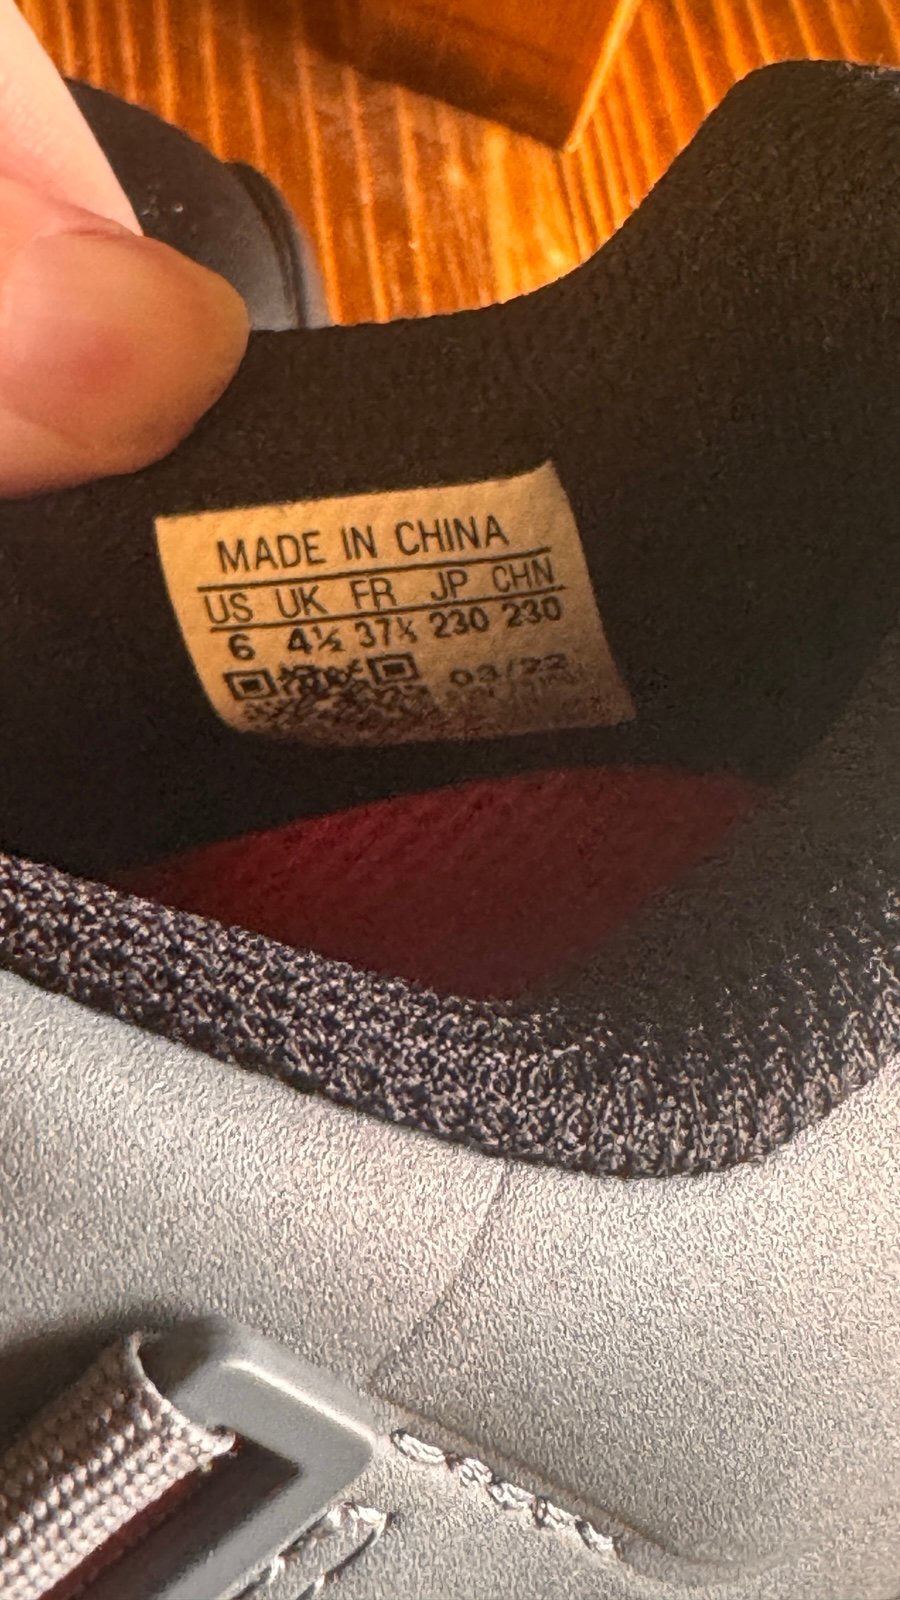 MADE IN CHINA
US UK FR JP CHN
6 4½ 37⅓ 230 230
03/22